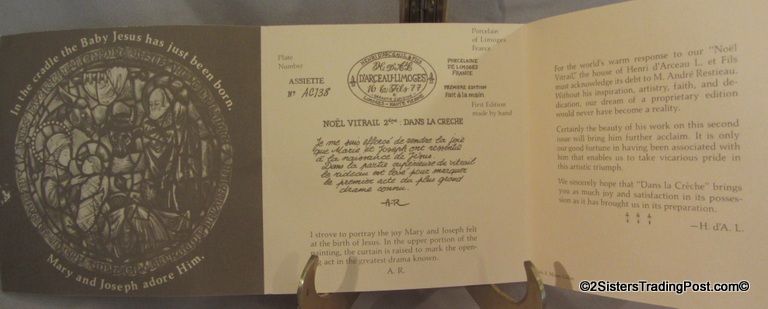 In the cradle the Baby Jesus has just been born.
Mary and Joseph adore Him.
Plate
Number
ASSIETTE
Nº AC138
HENRI D'ARCEAU & FILS
D'ARCEAU-LIMOGES
Porcelain
of Limoges
France
PORCELAINE
DE LIMOGES
FRANCE
PREMIÈRE EDITION
Fait à la main
First Edition
made by hand
NOËL VITRAIL 2ème : DANS LA CRÈCHE
Je me suis efforcé de rendre la joie
que Marie et Joseph ont ressenti
à la naissance de Jésus
Dans la partie supérieure du vitrail
le rideau est levé pour marquer
le premier acte du plus grand
drame connu.
A.R
I strove to portray the joy Mary and Joseph felt
at the birth of Jesus. In the upper portion of the
painting, the curtain is raised to mark the open-
ing act in the greatest drama known.
A. R.
For the world's warm response to our "Noël
Vitrail," the house of Henri d'Arceau L. et Fils
must acknowledge its debt to M. André Restieau.
Without his inspiration, artistry, faith, and de-
dication, our dream of a proprietary edition
would never have become a reality.
Certainly the beauty of his work on this second
issue will bring him further acclaim. It is only
our good fortune in having been associated with
him that enables us to take vicarious pride in
this artistic triumph.
We sincerely hope that "Dans la Crèche" brings
you as much joy and satisfaction in its posses-
sion as it has brought us in its preparation.
—H. d'A. L.
©2SistersTradingPost.com©